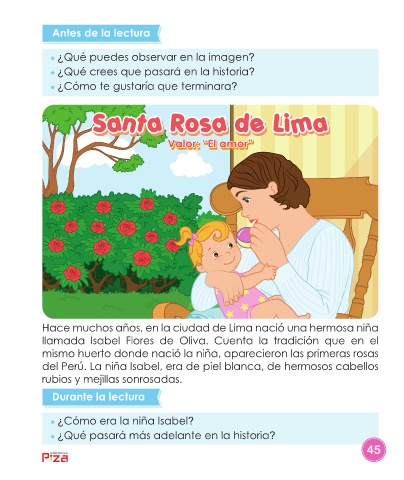 Antes de la lectura
¿Qué puedes observar en la imagen?
¿Qué crees que pasará en la historia?
¿Cómo te gustaría que terminara?
Santa Rosa de Lima
Valor: "El amor"
Hace muchos años, en la ciudad de Lima nació una hermosa niña
llamada Isabel Flores de Oliva. Cuenta la tradición que en el
mismo huerto donde nació la niña, aparecieron las primeras rosas
del Perú. La niña Isabel, era de piel blanca, de hermosos cabellos
rubios y mejillas sonrosadas.
Durante la lectura
¿Cómo era la niña Isabel?
¿Qué pasará más adelante en la historia?
45